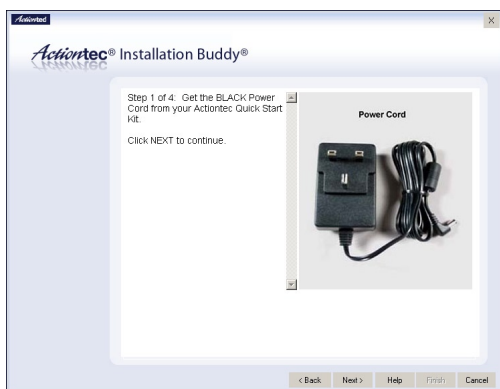 Actiontec
X
Actiontec® Installation Buddy®
Step 1 of 4: Get the BLACK Power
Cord from your Actiontec Quick Start
Kit.
Click NEXT to continue.
Power Cord
< Back Next > Help Finish Cancel